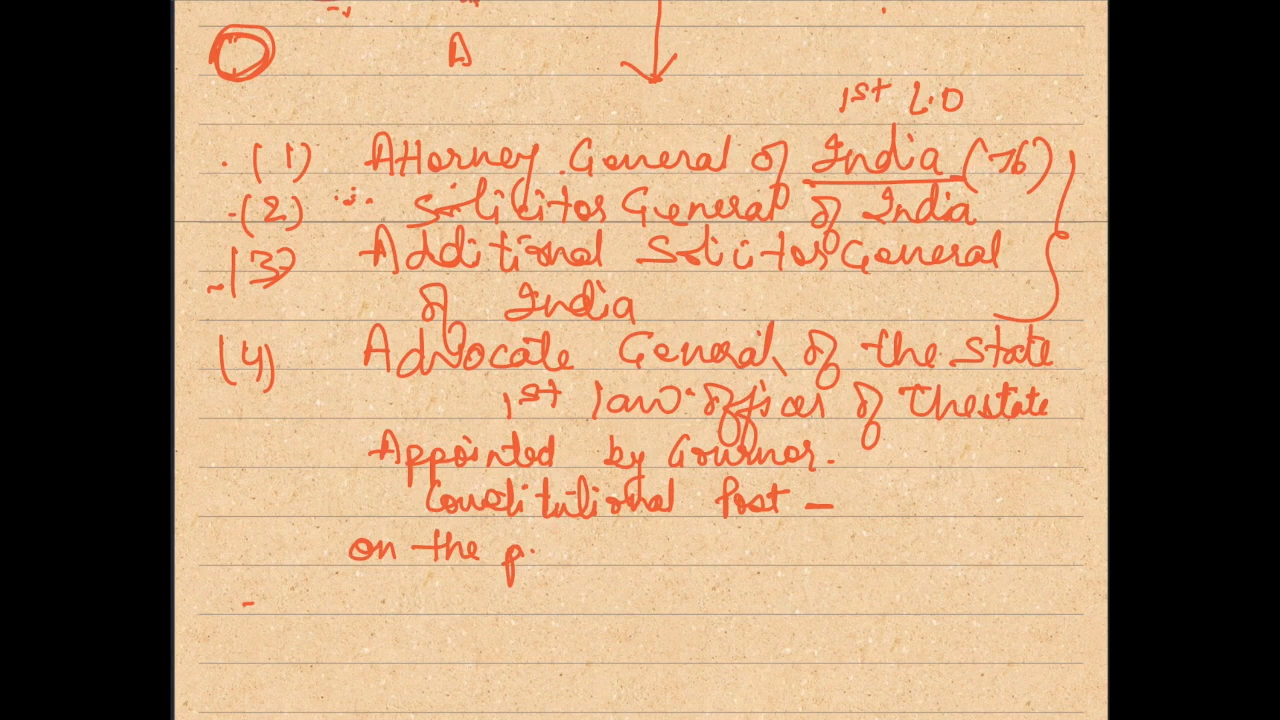 A
1st L.O
(1) Attorney General of India (76)
(2) ∴ Solicitor General of India
(3) Additional Solicitor General
of India
(4) Advocate General of the State
1st law officer of the state
Appointed by Governor.
Constitutional Post -
on the p.